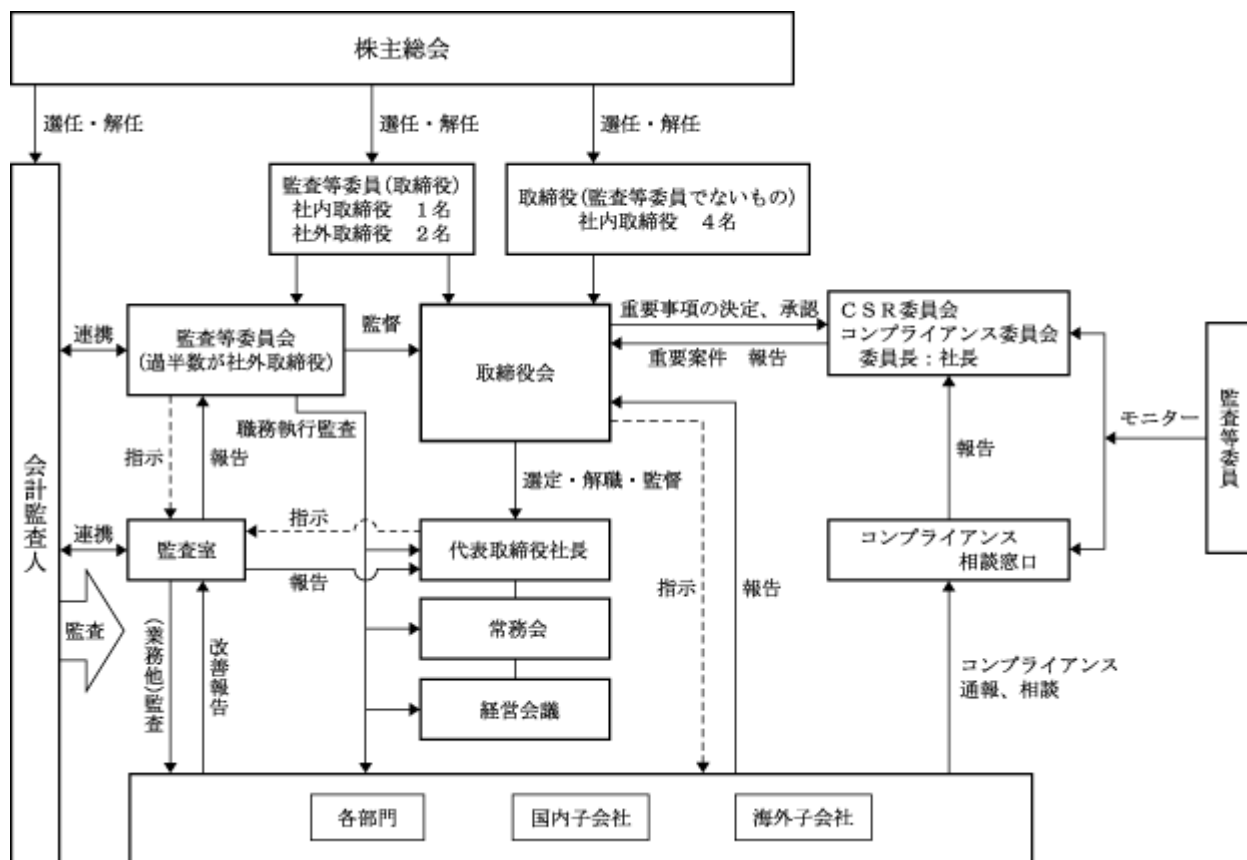 株主総会
選任・解任
選任・解任
選任・解任
監査等委員(取締役)
社内取締役　1名
社外取締役　2名
取締役(監査等委員でないもの)
社内取締役　4名
連携
監査等委員会
(過半数が社外取締役)
監督
取締役会
重要事項の決定、承認
重要案件　報告
CSR委員会
コンプライアンス委員会
委員長：社長
監査等委員
モニター
指示
報告
職務執行監査
選定・解職・監督
報告
会計監査人
連携
監査室
指示
報告
代表取締役社長
指示
報告
コンプライアンス
相談窓口
監査
(業務他)監査
改善報告
常務会
経営会議
コンプライアンス
通報、相談
各部門
国内子会社
海外子会社